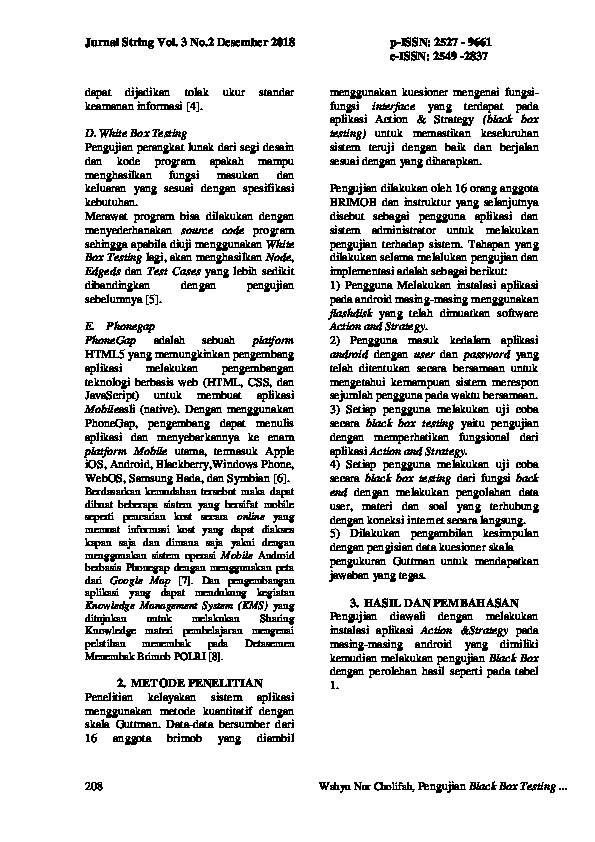 Jurnal String Vol. 3 No.2 Desember 2018
p-ISSN: 2527 - 9661
e-ISSN: 2549 -2837
dapat dijadikan tolak ukur standar
keamanan informasi [4].
D. White Box Testing
Pengujian perangkat lunak dari segi desain
dan kode program apakah mampu
menghasilkan fungsi masukan dan
keluaran yang sesuai dengan spesifikasi
kebutuhan.
Merawat program bisa dilakukan dengan
menyederhanakan source code program
sehingga apabila diuji menggunakan White
Box Testing lagi, akan menghasilkan Node,
Edgeds dan Test Cases yang lebih sedikit
dibandingkan dengan pengujian
sebelumnya [5].
E. Phonegap
PhoneGap adalah sebuah platform
HTML5 yang memungkinkan pengembang
aplikasi melakukan pengembangan
teknologi berbasis web (HTML, CSS, dan
JavaScript) untuk membuat aplikasi
Mobileasli (native). Dengan menggunakan
PhoneGap, pengembang dapat menulis
aplikasi dan menyebarkannya ke enam
platform Mobile utama, termasuk Apple
iOS, Android, Blackberry,Windows Phone,
WebOS, Samsung Bada, dan Symbian [6].
Berdasarkan kemudahan tersebut maka dapat
dibuat beberapa sistem yang bersifat mobile
seperti pencarian kost secara online yang
memuat informasi kost yang dapat diakses
kapan saja dan dimana saja yakni dengan
menggunakan sistem operasi Mobile Android
berbasis Phonegap dengan menggunakan peta
dari Google Map [7]. Dan pengembangan
aplikasi yang dapat mendukung kegiatan
Knowledge Management System (KMS) yang
ditujukan untuk melakukan Sharing
Knowledge materi pembelajaran mengenai
pelatihan menembak pada Detasemen
Menembak Brimob POLRI [8].
2. METODE PENELITIAN
Penelitian kelayakan sistem aplikasi
menggunakan metode kuantitatif dengan
skala Guttman. Data-data bersumber dari
16 anggota brimob yang diambil
menggunakan kuesioner mengenai fungsi-
fungsi interface yang terdapat pada
aplikasi Action & Strategy (black box
testing) untuk memastikan keseluruhan
sistem teruji dengan baik dan berjalan
sesuai dengan yang diharapkan.
Pengujian dilakukan oleh 16 orang anggota
BRIMOB dan instruktur yang selanjutnya
disebut sebagai pengguna aplikasi dan
sistem administrator untuk melakukan
pengujian terhadap sistem. Tahapan yang
dilakukan selama melalukan pengujian dan
implementasi adalah sebagai berikut:
1) Pengguna Melakukan instalasi aplikasi
pada android masing-masing menggunakan
flashdisk yang telah dimuatkan software
Action and Strategy.
2) Pengguna masuk kedalam aplikasi
android dengan user dan password yang
telah ditentukan secara bersamaan untuk
mengetahui kemampuan sistem merespon
sejumlah pengguna pada waktu bersamaan.
3) Setiap pengguna melakukan uji coba
secara black box testing yaitu pengujian
dengan memperhatikan fungsional dari
aplikasi Action and Strategy.
4) Setiap pengguna melakukan uji coba
secara black box testing dari fungsi back
end dengan melakukan pengolahan data
user, materi dan soal yang terhubung
dengan koneksi internet secara langsung.
5) Dilakukan pengambilan kesimpulan
dengan pengisian data kuesioner skala
pengukuran Guttman untuk mendapatkan
jawaban yang tegas.
3. HASIL DAN PEMBAHASAN
Pengujian diawali dengan melakukan
instalasi aplikasi Action &Strategy pada
masing-masing android yang dimiliki
kemudian melakukan pengujian Black Box
dengan perolehan hasil seperti pada tabel
1.
208
Wahyu Nur Cholifah, Pengujian Black Box Testing ...